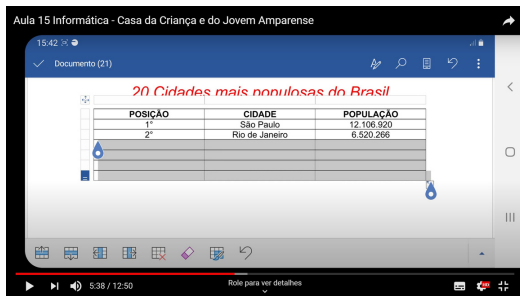 Aula 15 Informática - Casa da Criança e do Jovem Amparense
15:42
Documento (21)
20 Cidades mais populosas do Brasil
POSIÇÃO CIDADE POPULAÇÃO
1° São Paulo 12.106.920
2° Rio de Janeiro 6.520.266
5:38 / 12:50
Role para ver detalhes
HD